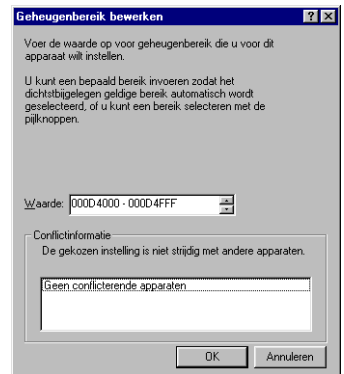 Geheugenbereik bewerken
Voer de waarde op voor geheugenbereik die u voor dit
apparaat wilt instellen.
U kunt een bepaald bereik invoeren zodat het
dichtstbijgelegen geldige bereik automatisch wordt
geselecteerd, of u kunt een bereik selecteren met de
pijlknoppen.
Waarde: 000D4000 - 000D4FFF
Conflictinformatie
De gekozen instelling is niet strijdig met andere apparaten.
Geen conflicterende apparaten
OK Annuleren